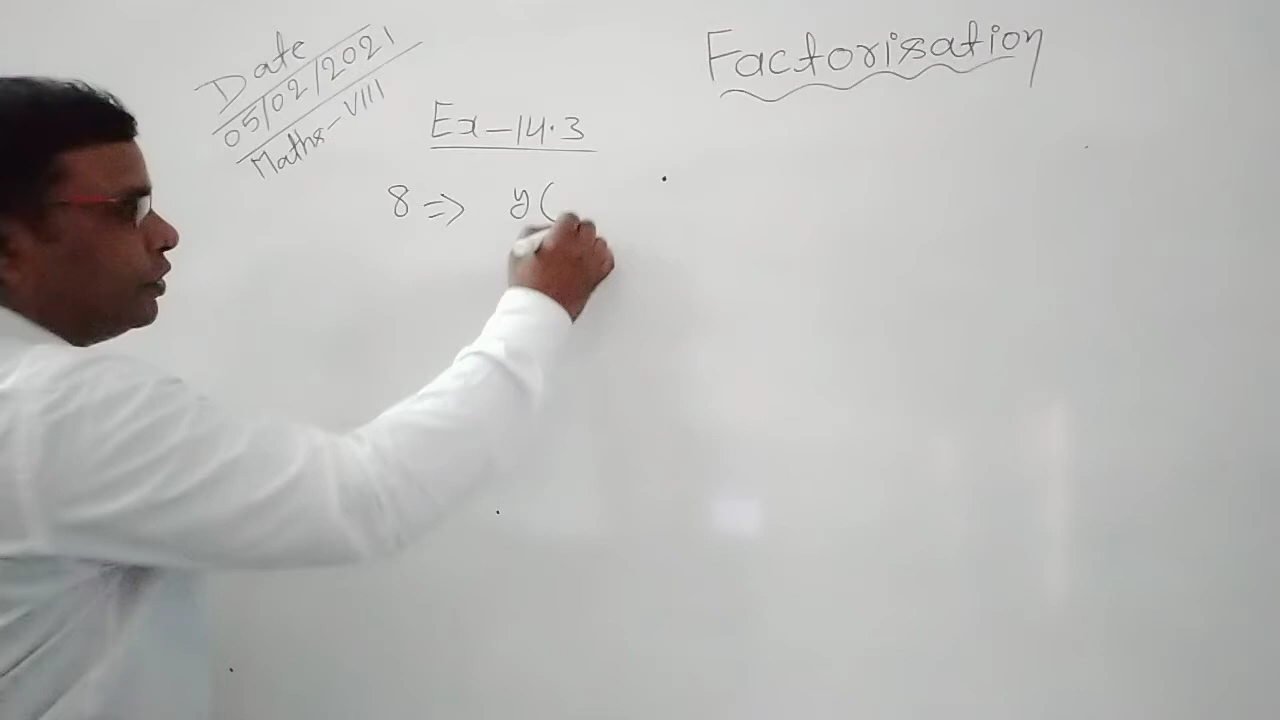 Date
05/02/2021
Maths-VIII
Factorisation
Ex-14.3
8 => y(